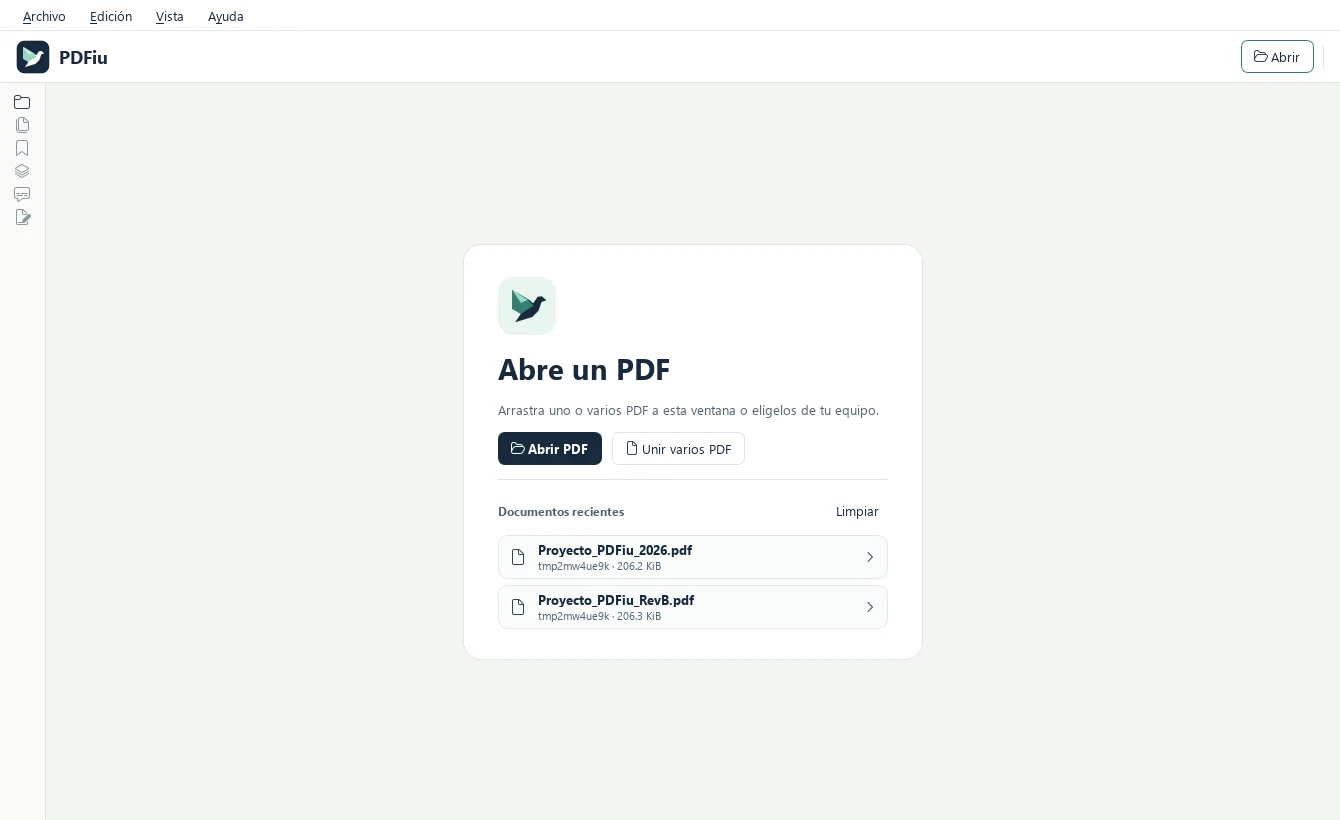 Archivo Edición Vista Ayuda
PDFiu
Abrir
Abre un PDF
Arrastra uno o varios PDF a esta ventana o elígelos de tu equipo.
Abrir PDF Unir varios PDF
Documentos recientes Limpiar
Proyecto_PDFiu_2026.pdf
tmp2mw4ue9k · 206.2 KiB
Proyecto_PDFiu_RevB.pdf
tmp2mw4ue9k · 206.3 KiB